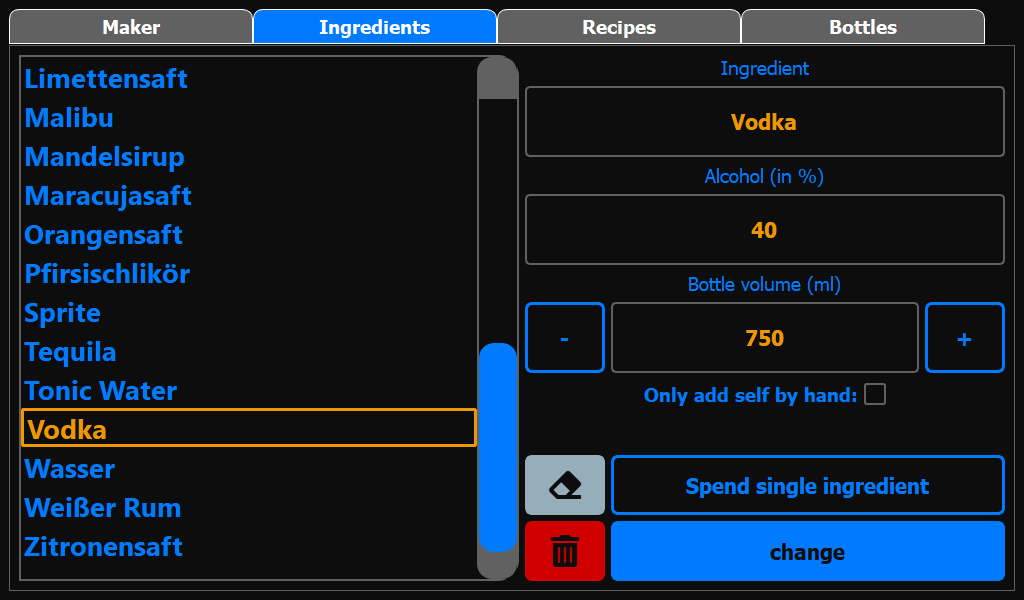 Maker
Ingredients
Recipes
Bottles
Limettensaft
Malibu
Mandelsirup
Maracujasaft
Orangensaft
Pfirsischlikör
Sprite
Tequila
Tonic Water
Vodka
Wasser
Weißer Rum
Zitronensaft
Ingredient
Vodka
Alcohol (in %)
40
Bottle volume (ml)
-
750
+
Only add self by hand:
Spend single ingredient
change